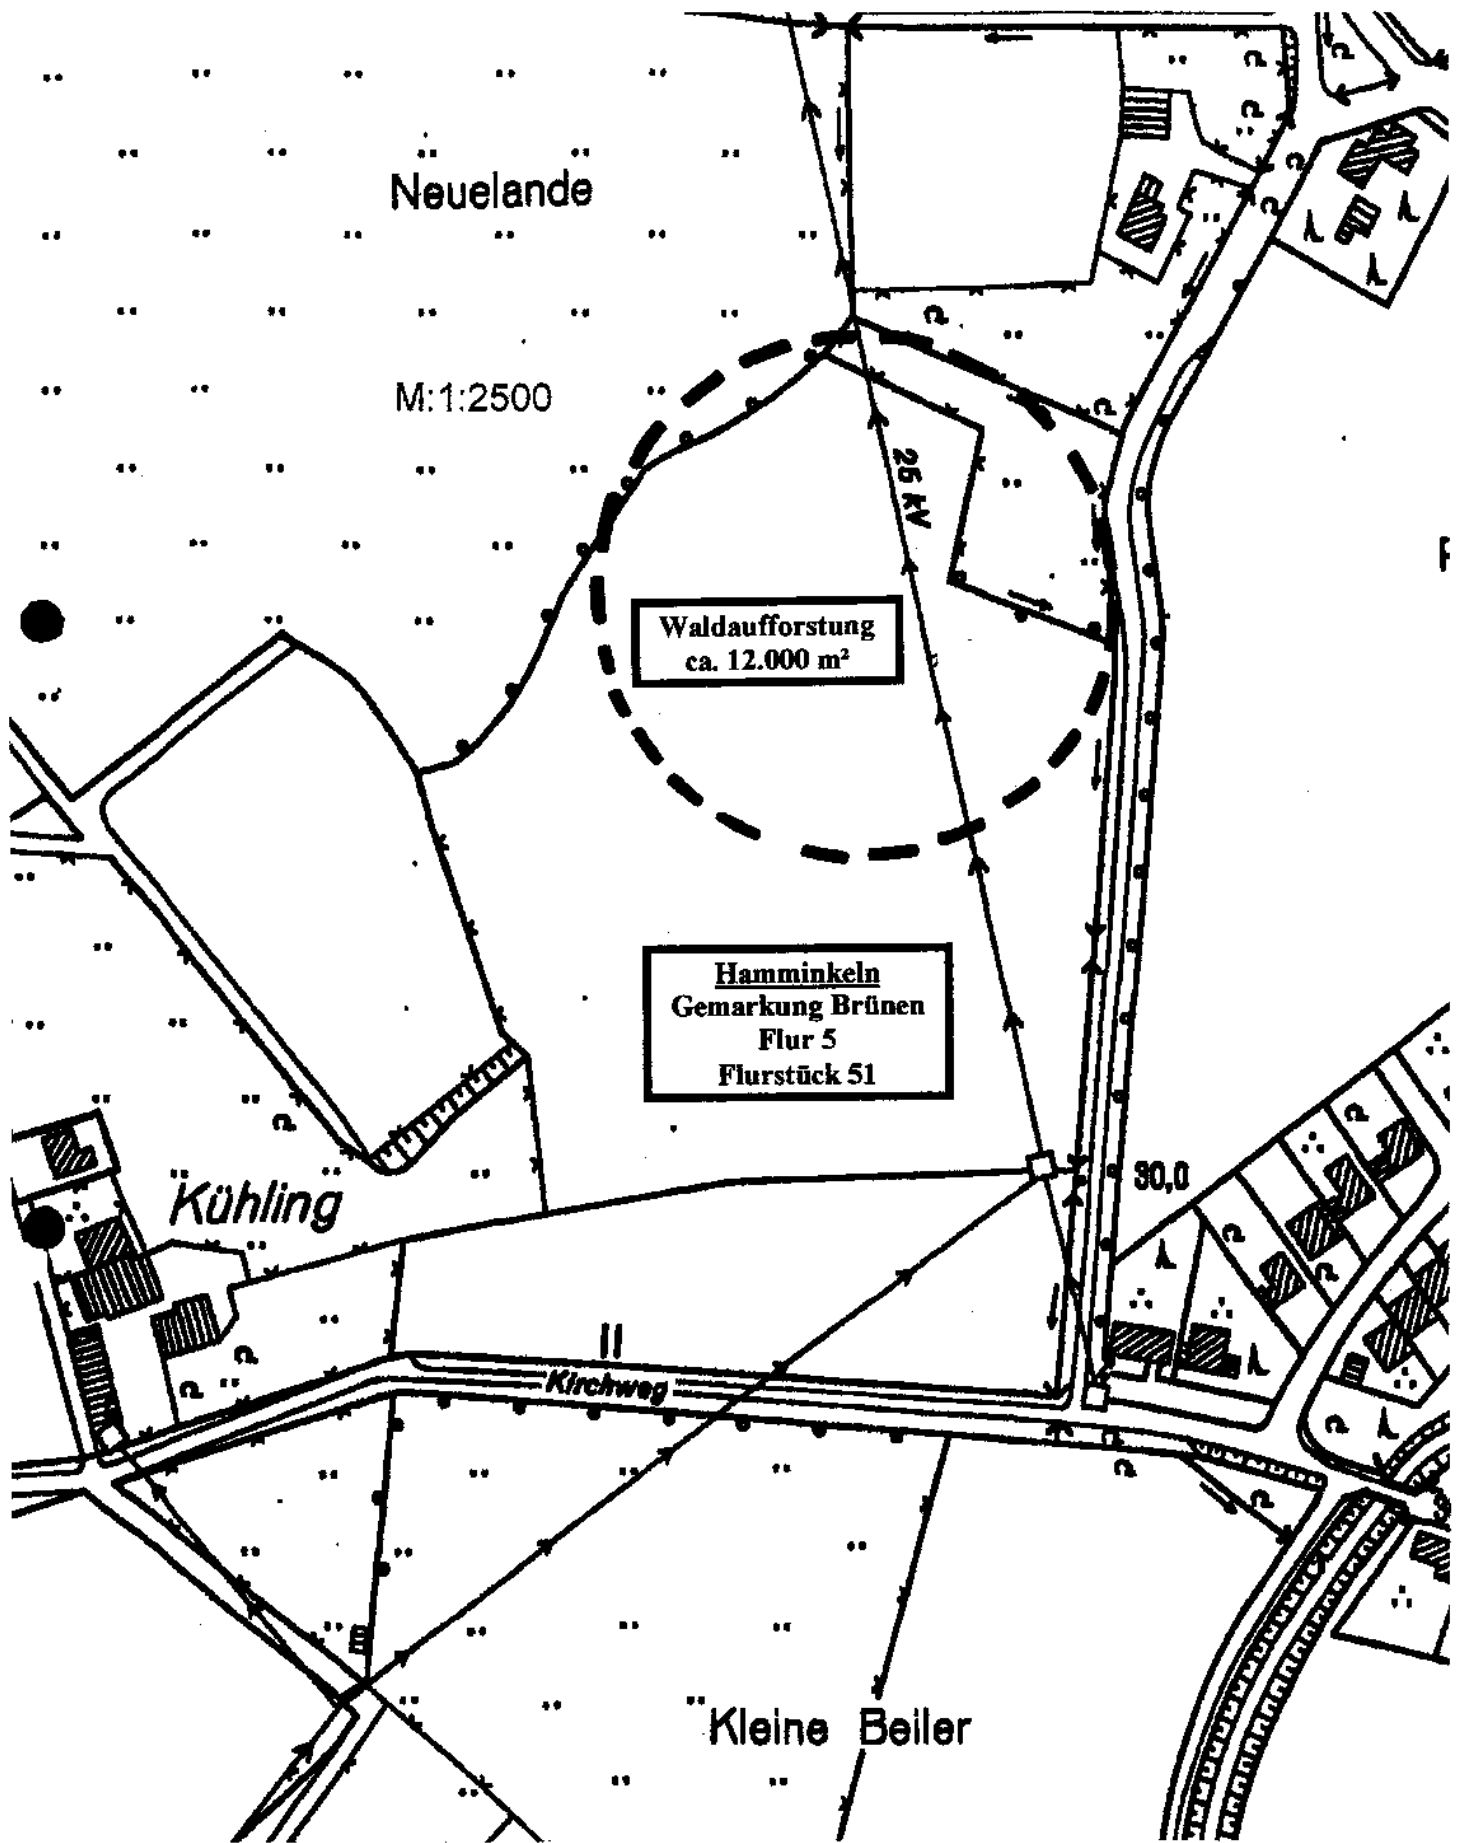 Neuelande
M:1:2500
25 kV
Waldaufforstung
ca. 12.000 m²
Hamminkeln
Gemarkung Brünen
Flur 5
Flurstück 51
30,0
Kühling
II
Kirchweg
Kleine Beiler